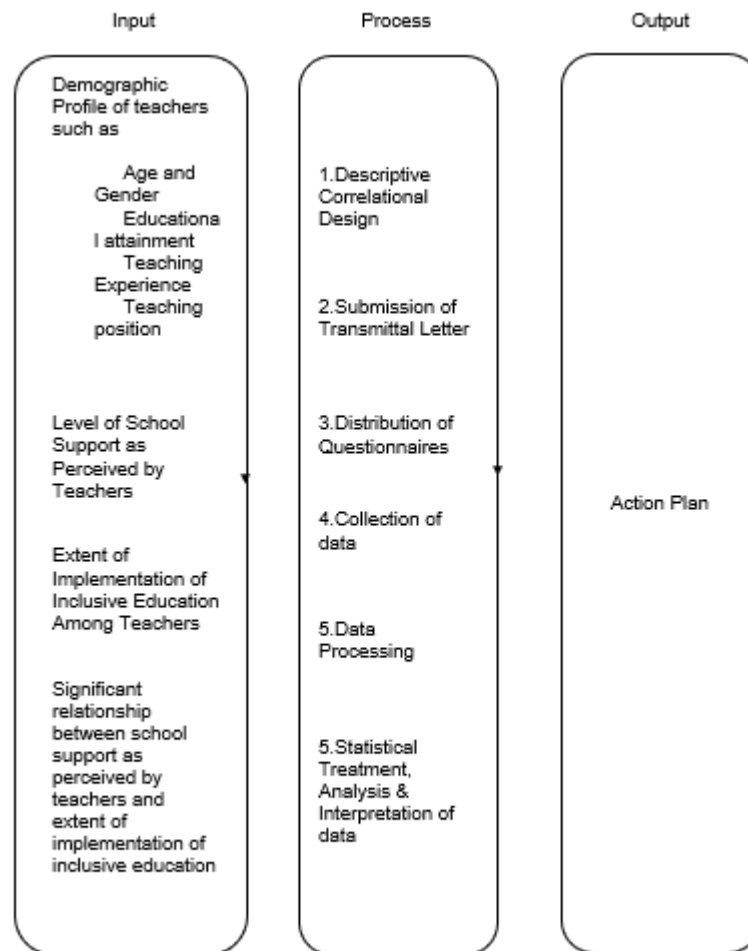 Input
Process
Output
Demographic
Profile of teachers
such as
Age and
Gender
Educationa
l attainment
Teaching
Experience
Teaching
position
Level of School
Support as
Perceived by
Teachers
Extent of
Implementation of
Inclusive Education
Among Teachers
Significant
relationship
between school
support as
perceived by
teachers and
extent of
implementation of
inclusive education
1.Descriptive
Correlational
Design
2.Submission of
Transmittal Letter
3.Distribution of
Questionnaires
4.Collection of
data
5.Data
Processing
5.Statistical
Treatment,
Analysis &
Interpretation of
data
Action Plan